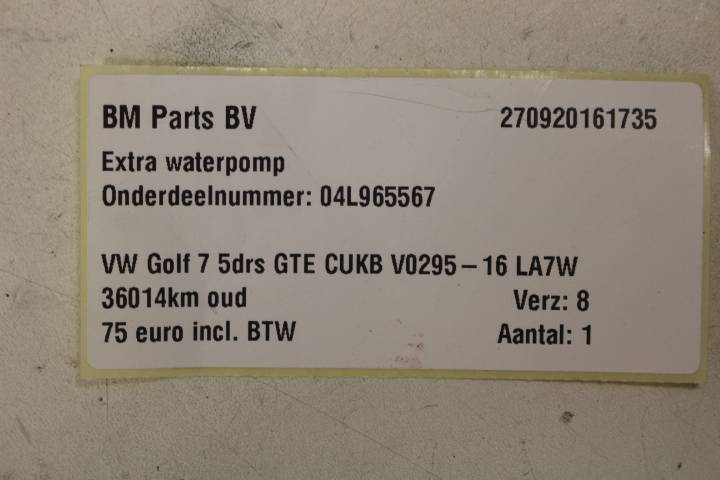 BM Parts BV 270920161735
Extra waterpomp
Onderdeelnummer: 04L965567
VW Golf 7 5drs GTE CUKB V0295-16 LA7W
36014km oud Verz: 8
75 euro incl. BTW Aantal: 1